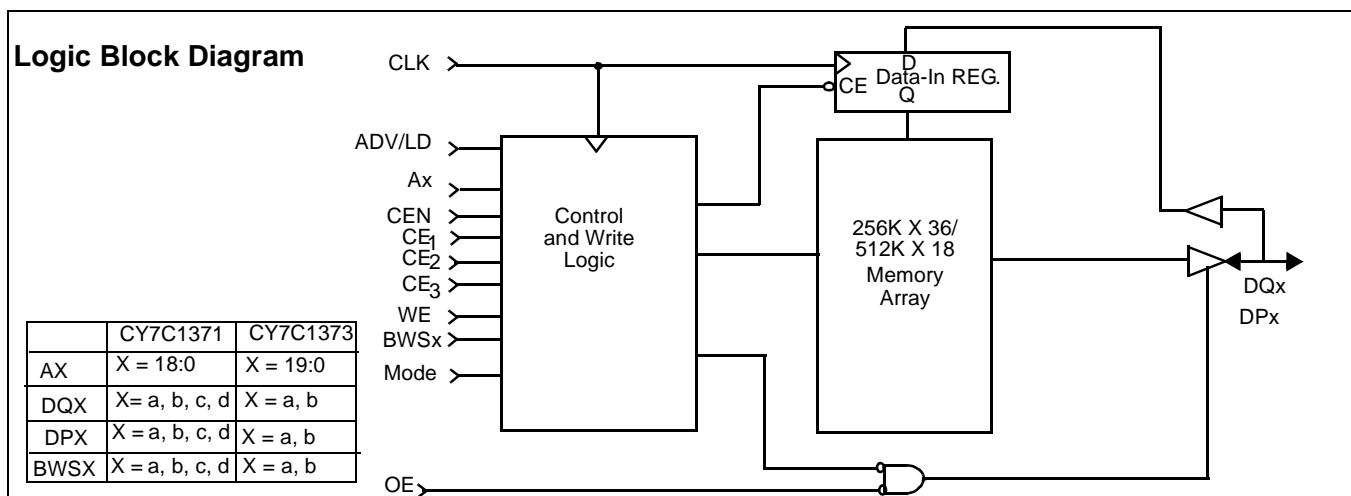 Logic Block Diagram
CLK
D
CE Data-In REG.
Q
ADV/LD
Ax
CEN
CE1
CE2
CE3
WE
BWSx
Mode
OE
Control
and Write
Logic
256K X 36/
512K X 18
Memory
Array
DQx
DPx
CY7C1371 CY7C1373
AX X = 18:0 X = 19:0
DQX X= a, b, c, d X = a, b
DPX X = a, b, c, d X = a, b
BWSX X = a, b, c, d X = a, b